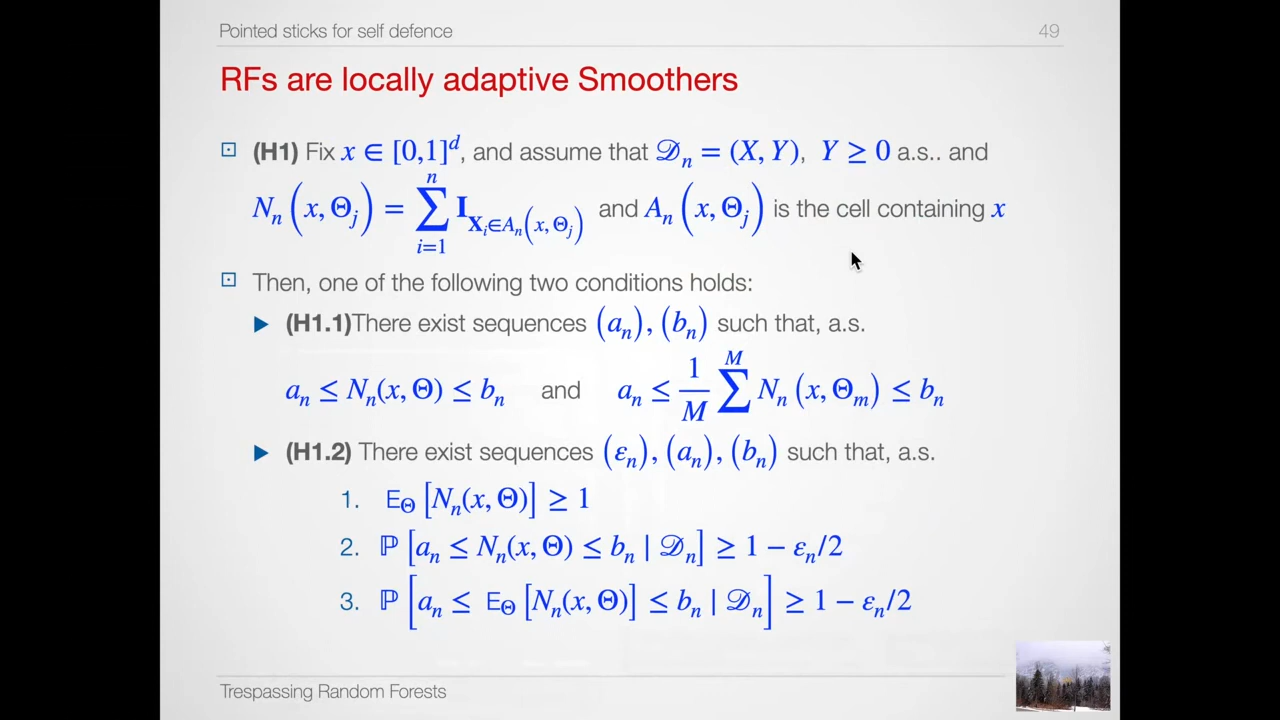 Pointed sticks for self defence 49
RFs are locally adaptive Smoothers
(H1) Fix x ∈ [0,1]^d, and assume that 𝒟_n = (X, Y), Y ≥ 0 a.s.. and
N_n(x, Θ_j) = ∑_{i=1}^{n} I_{X_i∈A_n(x,Θ_j)} and A_n(x, Θ_j) is the cell containing x
Then, one of the following two conditions holds:
(H1.1)There exist sequences (a_n), (b_n) such that, a.s.
a_n ≤ N_n(x, Θ) ≤ b_n and a_n ≤ 1/M ∑^{M} N_n(x, Θ_m) ≤ b_n
(H1.2) There exist sequences (ε_n), (a_n), (b_n) such that, a.s.
1. E_Θ [N_n(x, Θ)] ≥ 1
2. ℙ [a_n ≤ N_n(x, Θ) ≤ b_n | 𝒟_n] ≥ 1 − ε_n/2
3. ℙ [a_n ≤ E_Θ [N_n(x, Θ)] ≤ b_n | 𝒟_n] ≥ 1 − ε_n/2
Trespassing Random Forests